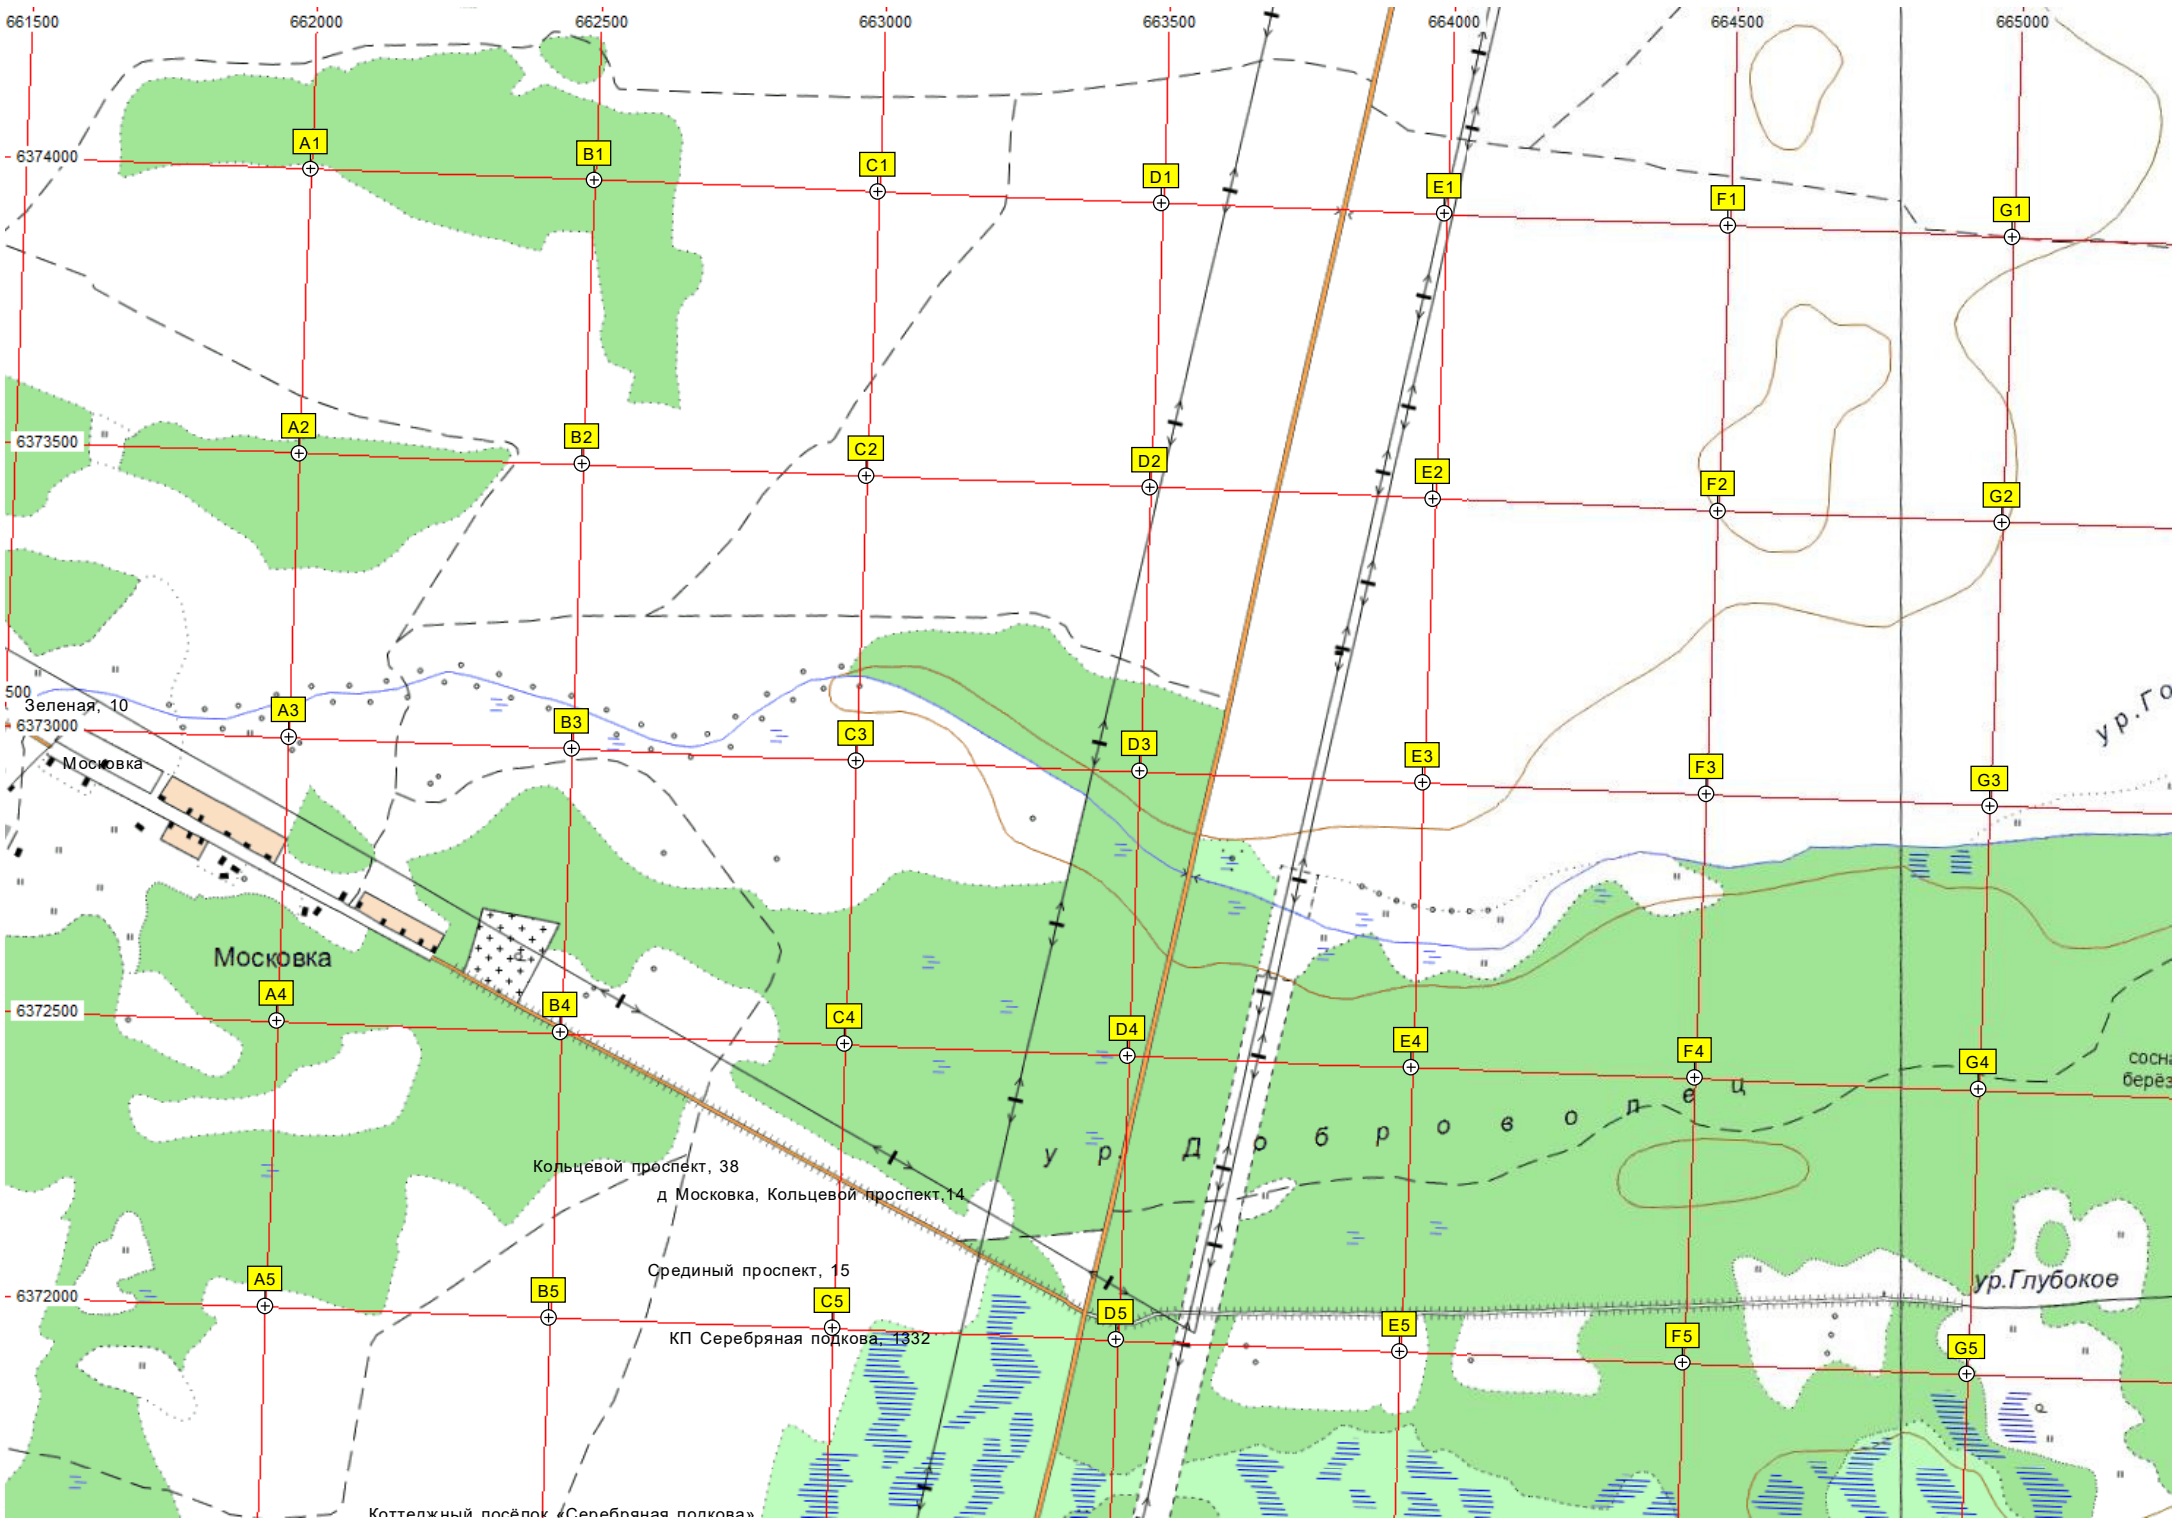 661500 662000 662500 663000 663500 664000 664500 665000
6374000
A1 B1 C1 D1 E1 F1 G1
6373500
A2 B2 C2 D2 E2 F2 G2
500
Зеленая, 10
6373000
A3 B3 C3 D3 E3 F3 G3
ур.Го
Московка
Московка
6372500
A4 B4 C4 D4 E4 F4 G4
сосна
берёз
ур. Доброволец
Кольцевой проспект, 38
д Московка, Кольцевой проспект,14
Срединый проспект, 15
ур.Глубокое
6372000
A5 B5 C5 D5 E5 F5 G5
КП Серебряная подкова, 1332
Коттеджный посёлок «Серебряная подкова»